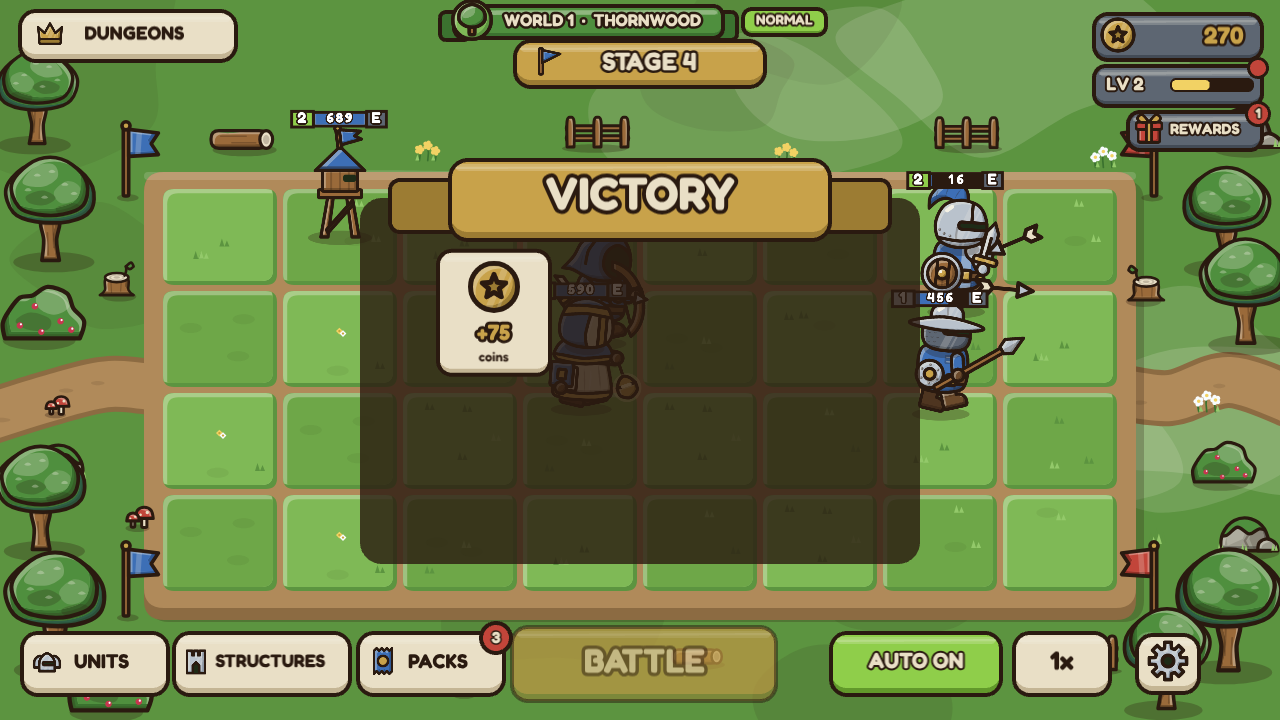 DUNGEONS
WORLD 1 • THORNWOOD
NORMAL
STAGE 4
270
LV 2
REWARDS
1
2 689 E
VICTORY
2 16 E
+75
coins
590 E
1 456 E
UNITS
STRUCTURES
PACKS
3
BATTLE
AUTO ON
1x